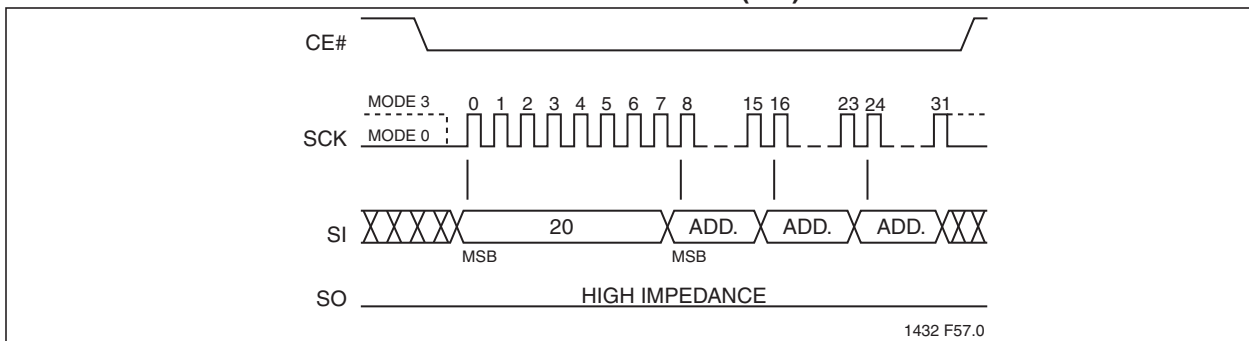 CE#
MODE 3
0 1 2 3 4 5 6 7 8 15 16 23 24 31
SCK
MODE 0
SI
20 ADD. ADD. ADD.
MSB MSB
SO
HIGH IMPEDANCE
1432 F57.0